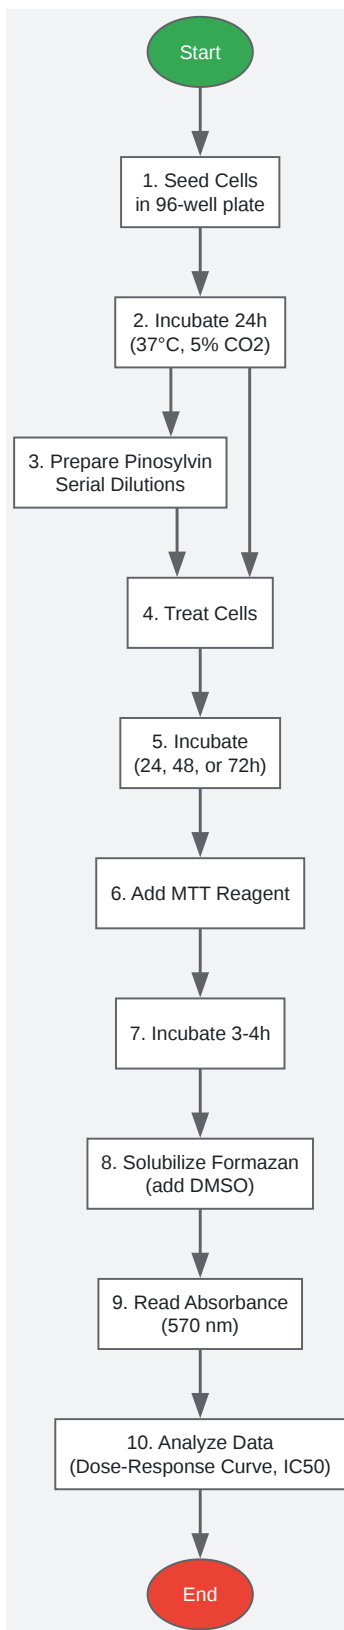 Start
1. Seed Cells
in 96-well plate
2. Incubate 24h
(37°C, 5% CO2)
3. Prepare Pinosylvin
Serial Dilutions
4. Treat Cells
5. Incubate
(24, 48, or 72h)
6. Add MTT Reagent
7. Incubate 3-4h
8. Solubilize Formazan
(add DMSO)
9. Read Absorbance
(570 nm)
10. Analyze Data
(Dose-Response Curve, IC50)
End